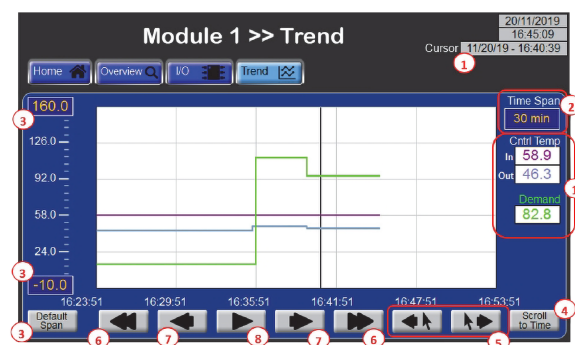 20/11/2019
Module 1 >> Trend
16:45:09
Cursor 11/20/19 - 16:40:39
1
Home
Overview
I/O
Trend
160.0
Time Span
2
3
30 min
126.0
Cntrl Temp
In 58.9
92.0
Out 46.3
1
Demand
58.0
82.8
24.0
3
-10.0
16:23:51 16:29:51 16:35:51 16:41:51 16:47:51 16:53:51
4
Default
Span
Scroll
to Time
3
6
7
8
7
6
5